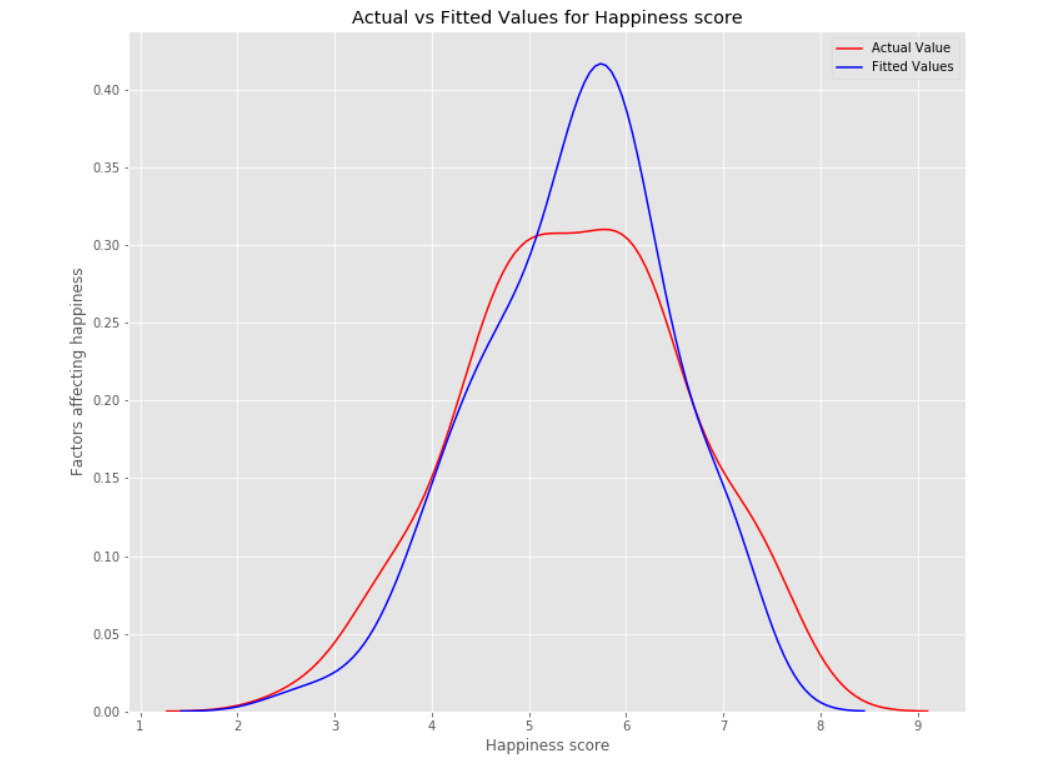 Actual vs Fitted Values for Happiness score
Actual Value
Fitted Values
0.40
0.35
0.30
0.25
0.20
0.15
0.10
0.05
0.00
Factors affecting happiness
1 2 3 4 5 6 7 8 9
Happiness score